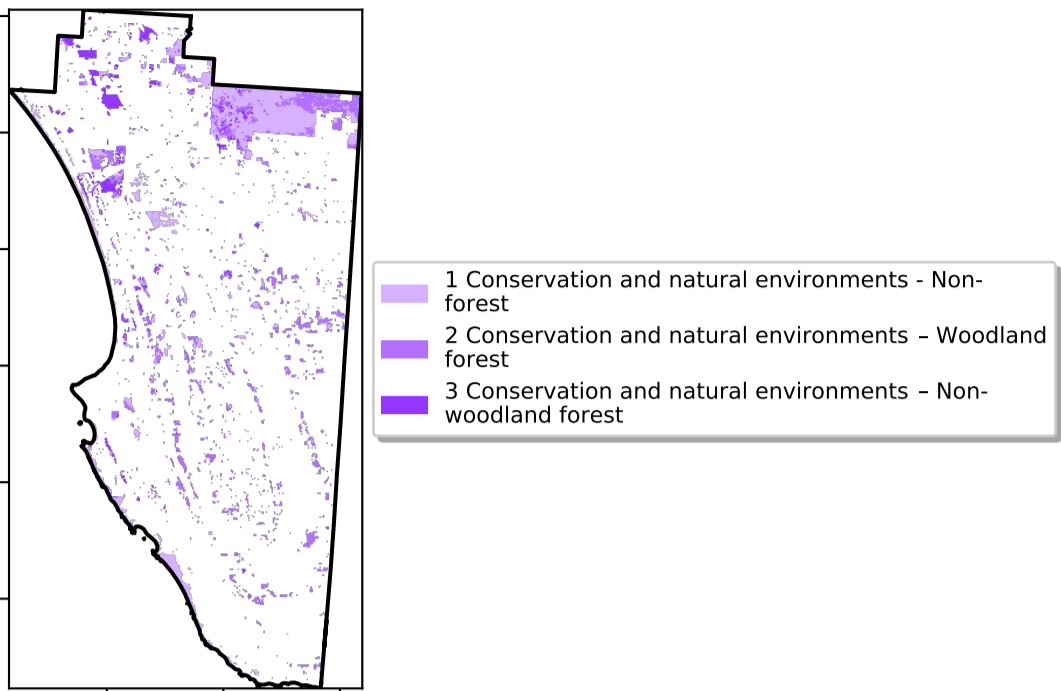 1 Conservation and natural environments - Non-
forest
2 Conservation and natural environments – Woodland
forest
3 Conservation and natural environments – Non-
woodland forest